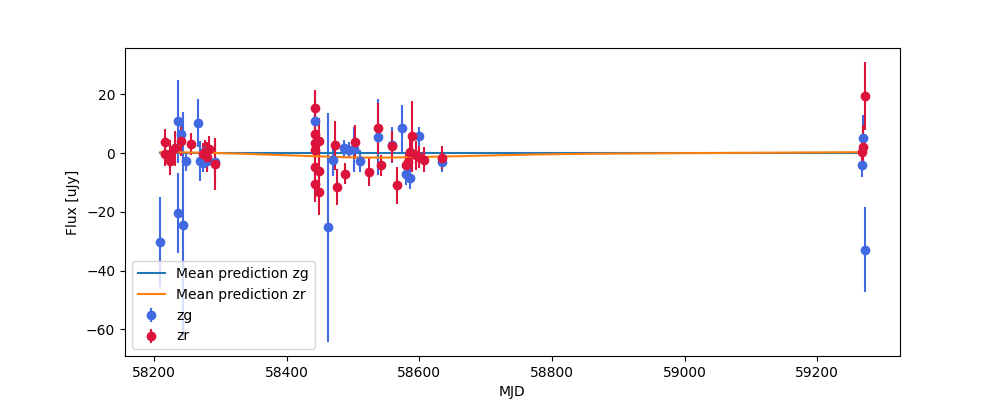 20
0
−20
−40
−60
Flux [uJy]
Mean prediction zg
Mean prediction zr
zg
zr
58200 58400 58600 58800 59000 59200
MJD